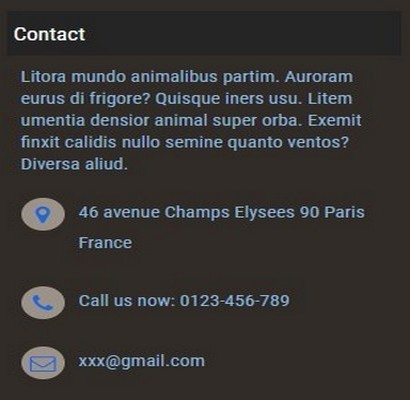 Contact
Litora mundo animalibus partim. Auroram
eurus di frigore? Quisque iners usu. Litem
umentia densior animal super orba. Exemit
finxit calidis nullo semine quanto ventos?
Diversa aliud.
46 avenue Champs Elysees 90 Paris
France
Call us now: 0123-456-789
xxx@gmail.com